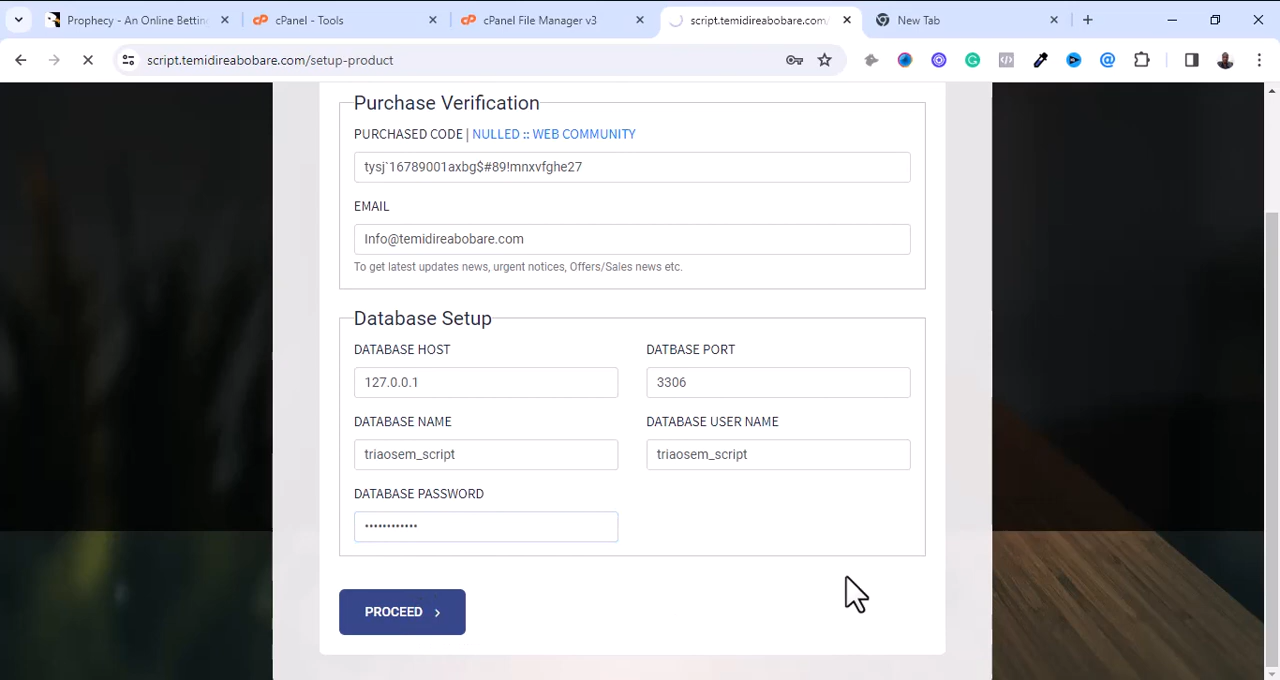 Prophecy - An Online Bettin
cPanel - Tools
cPanel File Manager v3
script.temidireabobare.com/
New Tab
script.temidireabobare.com/setup-product
Purchase Verification
PURCHASED CODE | NULLED :: WEB COMMUNITY
tysj`16789001axbg$#89!mnxvfghe27
EMAIL
Info@temidireabobare.com
To get latest updates news, urgent notices, Offers/Sales news etc.
Database Setup
DATABASE HOST
DATBASE PORT
127.0.0.1
3306
DATABASE NAME
DATABASE USER NAME
triaosem_script
triaosem_script
DATABASE PASSWORD
••••••••••••
PROCEED